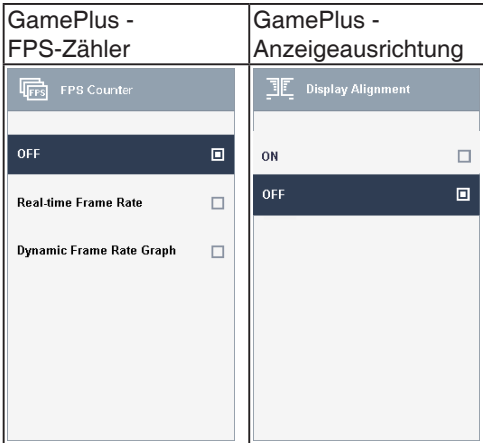 GamePlus -
FPS-Zähler
FPS
FPS Counter
OFF
Real-time Frame Rate
Dynamic Frame Rate Graph
GamePlus -
Anzeigeausrichtung
Display Alignment
ON
OFF